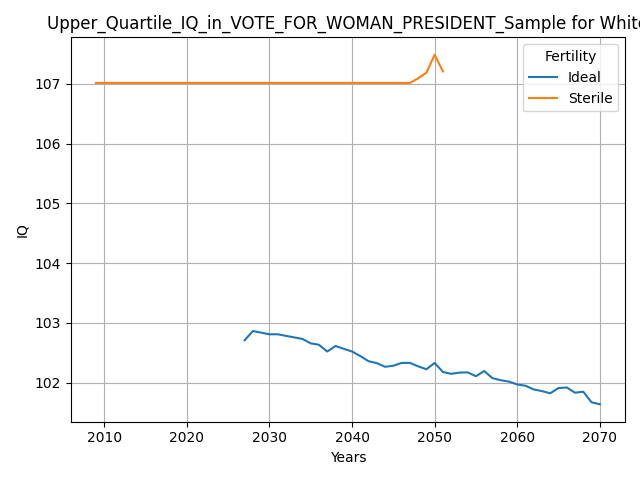 Upper_Quartile_IQ_in_VOTE_FOR_WOMAN_PRESIDENT_Sample for White
Fertility
Ideal
Sterile
107
106
105
104
103
102
IQ
2010 2020 2030 2040 2050 2060 2070
Years